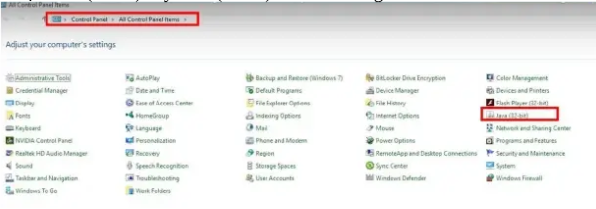 All Control Panel Items
Control Panel > All Control Panel Items >
Adjust your computer's settings
Administrative Tools
AutoPlay
Backup and Restore (Windows 7)
BitLocker Drive Encryption
Color Management
Credential Manager
Date and Time
Default Programs
Device Manager
Devices and Printers
Display
Ease of Access Center
File Explorer Options
File History
Flash Player (32-bit)
Fonts
HomeGroup
Indexing Options
Internet Options
Java (32-bit)
Keyboard
Language
Mail
Mouse
Network and Sharing Center
NVIDIA Control Panel
Personalization
Phone and Modem
Power Options
Programs and Features
Realtek HD Audio Manager
Recovery
Region
RemoteApp and Desktop Connections
Security and Maintenance
Sound
Speech Recognition
Storage Spaces
Sync Center
System
Taskbar and Navigation
Troubleshooting
User Accounts
Windows Defender
Windows Firewall
Windows To Go
Work Folders